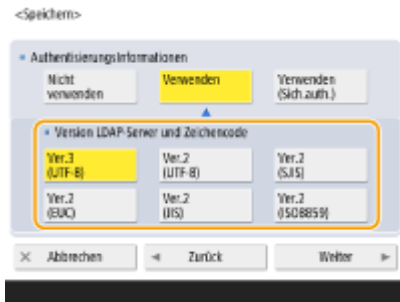 <Speichern>
Authentisierungsinformationen
Nicht verwenden
Verwenden
Verwenden (Sich.auth.)
Version LDAP-Server und Zeichencode
Ver.3 (UTF-8)
Ver.2 (UTF-8)
Ver.2 (SJIS)
Ver.2 (EUC)
Ver.2 (JIS)
Ver.2 (ISO8859)
Abbrechen
Zurück
Weiter